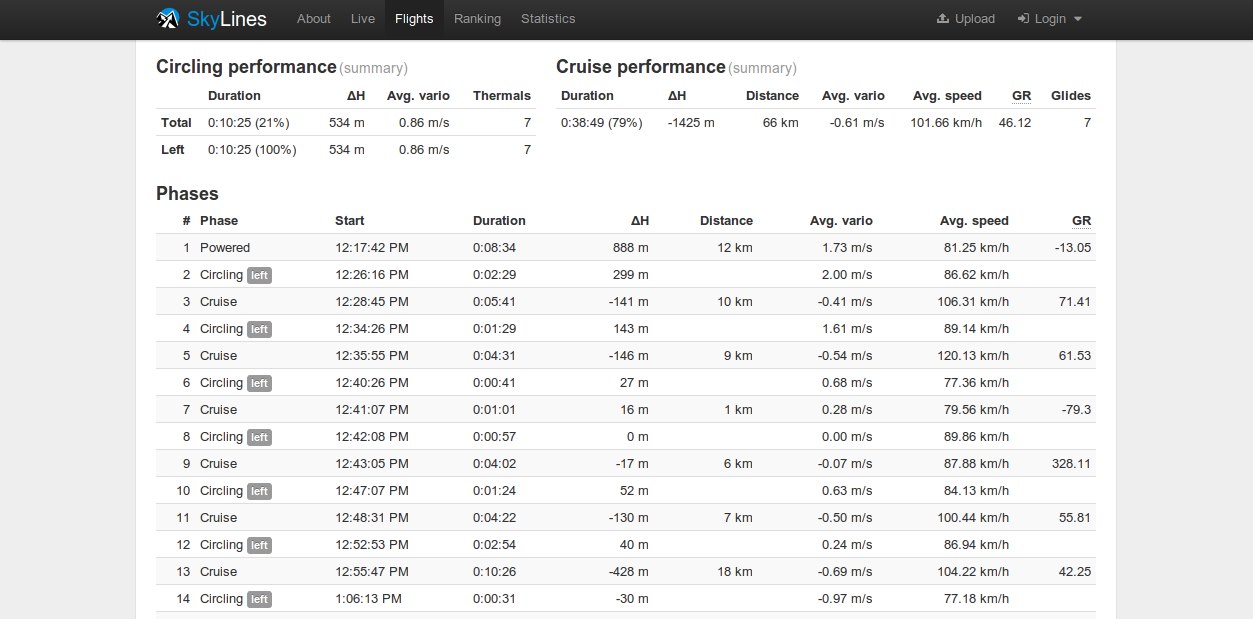 SkyLines About Live Flights Ranking Statistics Upload Login
Circling performance (summary)
Duration ΔH Avg. vario Thermals
Total 0:10:25 (21%) 534 m 0.86 m/s 7
Left 0:10:25 (100%) 534 m 0.86 m/s 7
Cruise performance (summary)
Duration ΔH Distance Avg. vario Avg. speed GR Glides
0:38:49 (79%) -1425 m 66 km -0.61 m/s 101.66 km/h 46.12 7
Phases
# Phase Start Duration ΔH Distance Avg. vario Avg. speed GR
1 Powered 12:17:42 PM 0:08:34 888 m 12 km 1.73 m/s 81.25 km/h -13.05
2 Circling left 12:26:16 PM 0:02:29 299 m 2.00 m/s 86.62 km/h
3 Cruise 12:28:45 PM 0:05:41 -141 m 10 km -0.41 m/s 106.31 km/h 71.41
4 Circling left 12:34:26 PM 0:01:29 143 m 1.61 m/s 89.14 km/h
5 Cruise 12:35:55 PM 0:04:31 -146 m 9 km -0.54 m/s 120.13 km/h 61.53
6 Circling left 12:40:26 PM 0:00:41 27 m 0.68 m/s 77.36 km/h
7 Cruise 12:41:07 PM 0:01:01 16 m 1 km 0.28 m/s 79.56 km/h -79.3
8 Circling left 12:42:08 PM 0:00:57 0 m 0.00 m/s 89.86 km/h
9 Cruise 12:43:05 PM 0:04:02 -17 m 6 km -0.07 m/s 87.88 km/h 328.11
10 Circling left 12:47:07 PM 0:01:24 52 m 0.63 m/s 84.13 km/h
11 Cruise 12:48:31 PM 0:04:22 -130 m 7 km -0.50 m/s 100.44 km/h 55.81
12 Circling left 12:52:53 PM 0:02:54 40 m 0.24 m/s 86.94 km/h
13 Cruise 12:55:47 PM 0:10:26 -428 m 18 km -0.69 m/s 104.22 km/h 42.25
14 Circling left 1:06:13 PM 0:00:31 -30 m -0.97 m/s 77.18 km/h